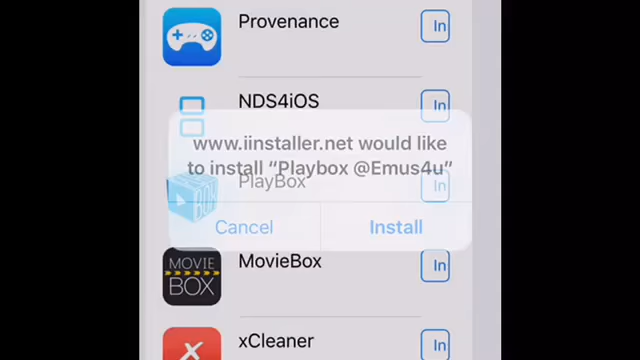 Provenance
In
NDS4iOS
In
www.iinstaller.net would like
to install “Playbox @Emus4u”
PlayBox
In
BOX
Cancel
Install
MOVIE
BOX
MovieBox
In
xCleaner
In